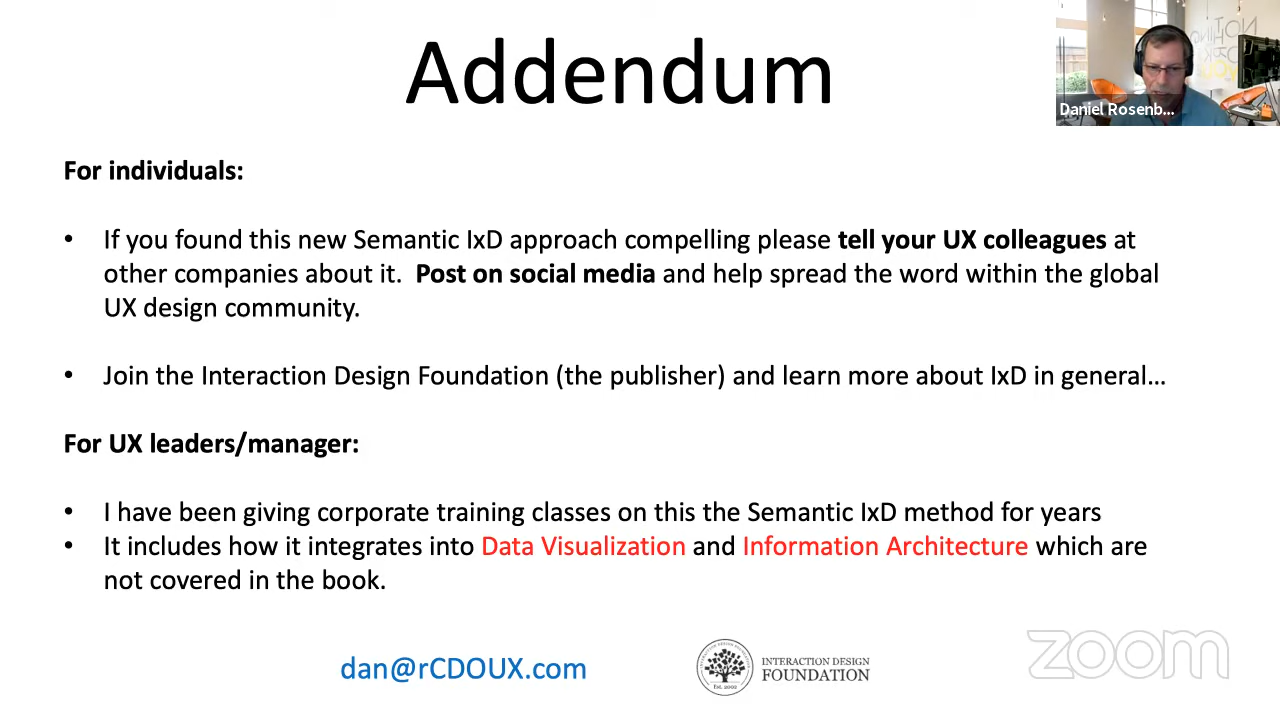 Addendum
Daniel Rosenb...
For individuals:
• If you found this new Semantic IxD approach compelling please tell your UX colleagues at
other companies about it. Post on social media and help spread the word within the global
UX design community.
• Join the Interaction Design Foundation (the publisher) and learn more about IxD in general…
For UX leaders/manager:
• I have been giving corporate training classes on this the Semantic IxD method for years
• It includes how it integrates into Data Visualization and Information Architecture which are
not covered in the book.
dan@rCDOUX.com
INTERACTION DESIGN FOUNDATION
EST. 2002
INTERACTION DESIGN
FOUNDATION
zoom